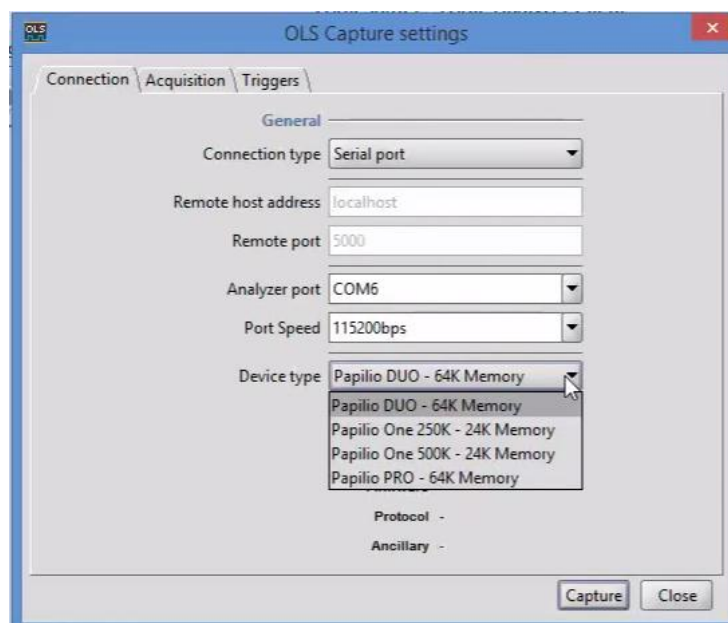 OLS
OLS Capture settings
Connection
Acquisition
Triggers
General
Connection type
Serial port
Remote host address
localhost
Remote port
5000
Analyzer port
COM6
Port Speed
115200bps
Device type
Papilio DUO - 64K Memory
Papilio DUO - 64K Memory
Papilio One 250K - 24K Memory
Papilio One 500K - 24K Memory
Papilio PRO - 64K Memory
Protocol -
Ancillary -
Capture
Close